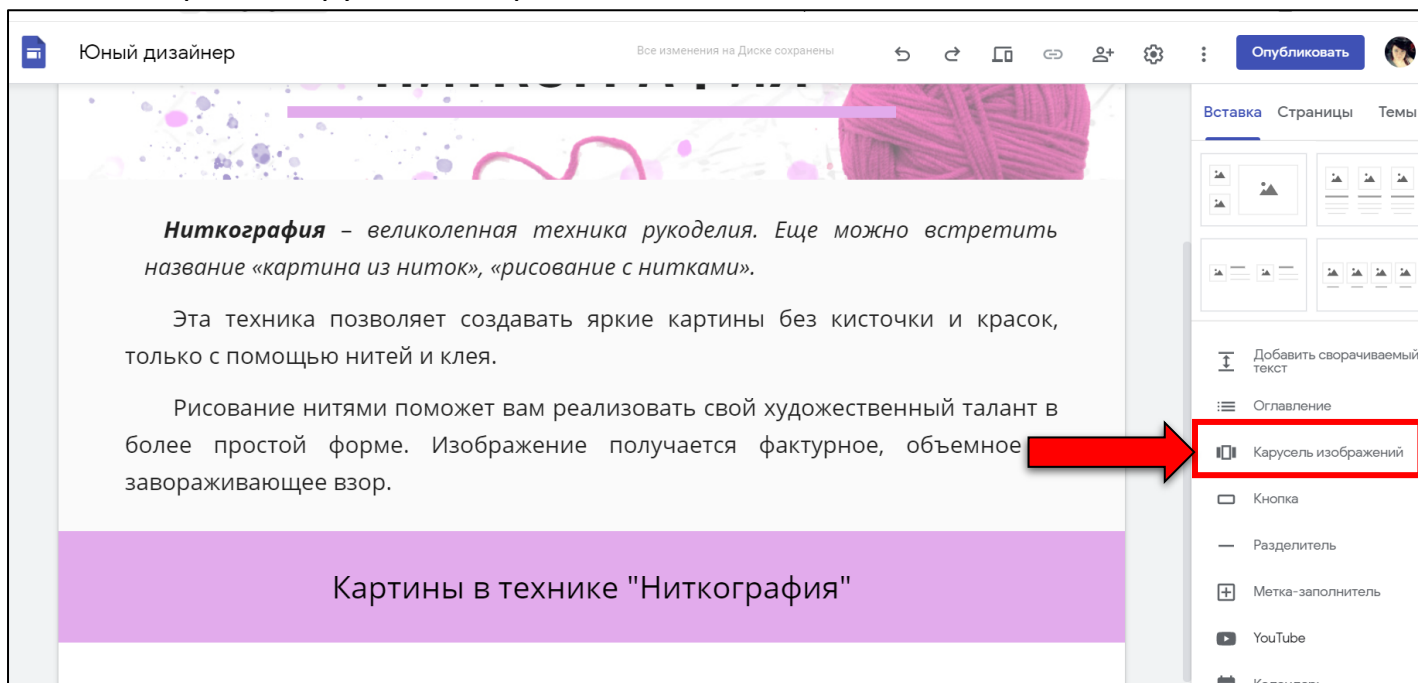 Юный дизайнер
Все изменения на Диске сохранены
Опубликовать
Вставка Страницы Темы
Ниткография – великолепная техника рукоделия. Еще можно встретить
название «картина из ниток», «рисование с нитками».
Эта техника позволяет создавать яркие картины без кисточки и красок,
только с помощью нитей и клея.
Рисование нитями поможет вам реализовать свой художественный талант в
более простой форме. Изображение получается фактурное, объемное
завораживающее взор.
Картины в технике "Ниткография"
Добавить сворачиваемый
текст
Оглавление
Карусель изображений
Кнопка
Разделитель
Метка-заполнитель
YouTube